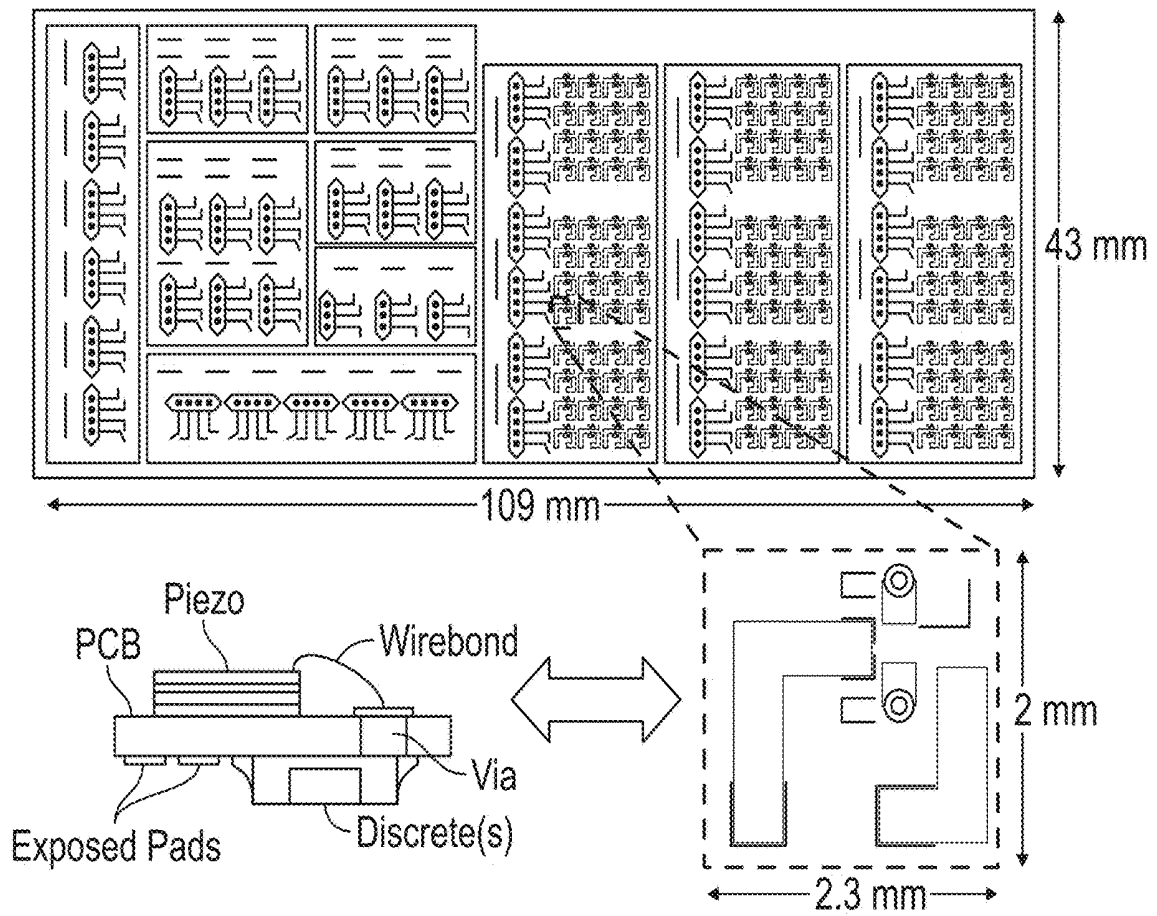 43 mm
109 mm
Piezo
PCB
Wirebond
Via
Exposed Pads
Discrete(s)
2 mm
2.3 mm